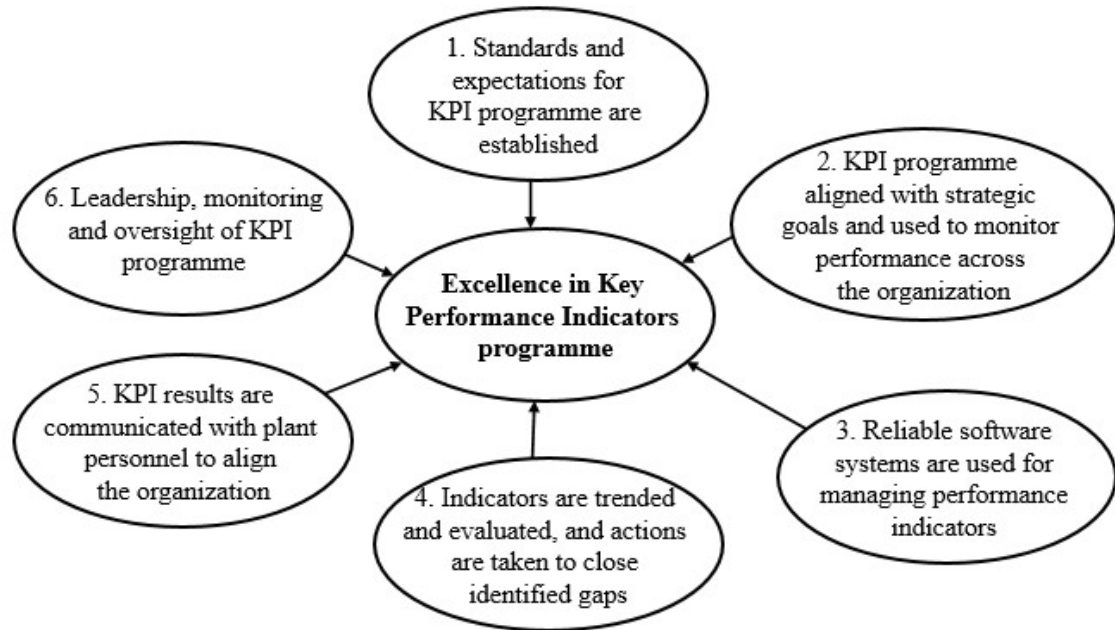 1. Standards and
expectations for
KPI programme are
established
2. KPI programme
aligned with strategic
goals and used to monitor
performance across
the organization
3. Reliable software
systems are used for
managing performance
indicators
4. Indicators are trended
and evaluated, and actions
are taken to close
identified gaps
5. KPI results are
communicated with plant
personnel to align
the organization
6. Leadership, monitoring
and oversight of KPI
programme
Excellence in Key
Performance Indicators
programme